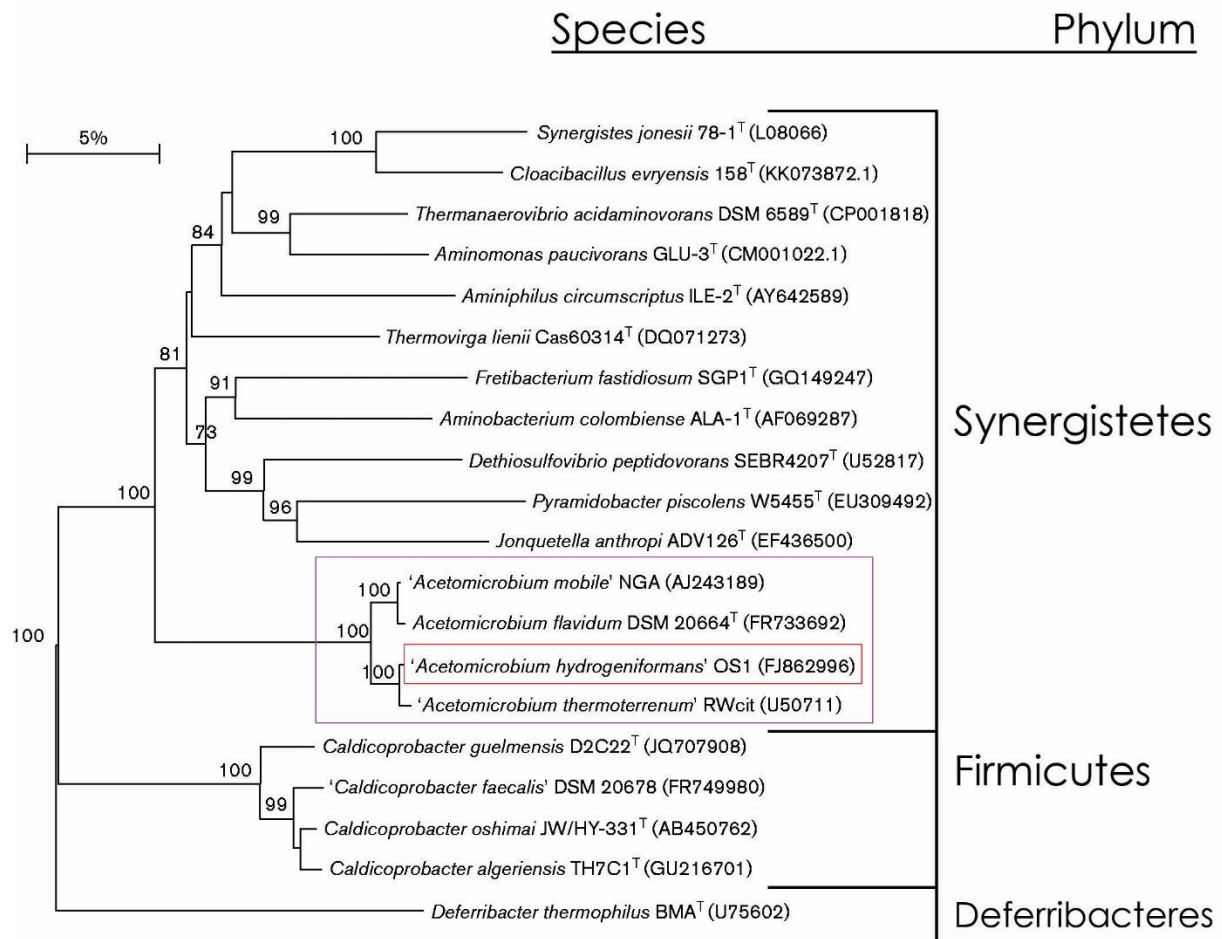 Species Phylum
5%
100 Synergistes jonesii 78-1ᵀ (L08066)
Cloacibacillus evryensis 158ᵀ (KK073872.1)
99 Thermanaerovibrio acidaminovorans DSM 6589ᵀ (CP001818)
84
Aminomonas paucivorans GLU-3ᵀ (CM001022.1)
Aminiphilus circumscriptus ILE-2ᵀ (AY642589)
Thermovirga lienii Cas60314ᵀ (DQ071273)
81
91 Fretibacterium fastidiosum SGP1ᵀ (GQ149247)
Aminobacterium colombiense ALA-1ᵀ (AF069287)
Synergistetes
73
Dethiosulfovibrio peptidovorans SEBR4207ᵀ (U52817)
99
100
96 Pyramidobacter piscolens W5455ᵀ (EU309492)
Jonquetella anthropi ADV126ᵀ (EF436500)
100 'Acetomicrobium mobile' NGA (AJ243189)
Acetomicrobium flavidum DSM 20664ᵀ (FR733692)
100 100
100 'Acetomicrobium hydrogeniformans' OS1 (FJ862996)
'Acetomicrobium thermoterrenum' RWcit (U50711)
Caldicoprobacter guelmensis D2C22ᵀ (JQ707908)
100 Firmicutes
'Caldicoprobacter faecalis' DSM 20678 (FR749980)
99
Caldicoprobacter oshimai JW/HY-331ᵀ (AB450762)
Caldicoprobacter algeriensis TH7C1ᵀ (GU216701)
Deferribacter thermophilus BMAᵀ (U75602) Deferribacteres